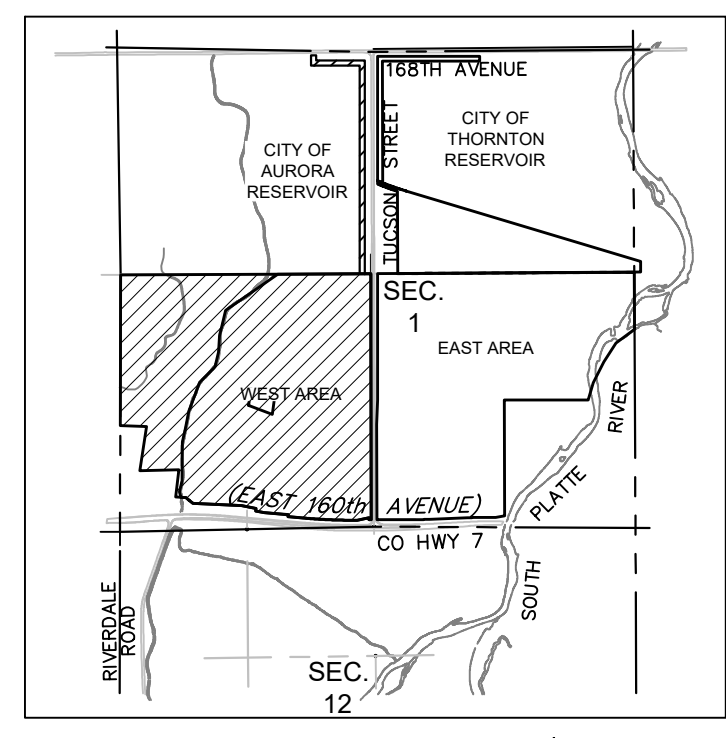 168TH AVENUE
CITY OF
AURORA
RESERVOIR
CITY OF
THORNTON
RESERVOIR
TUCSON STREET
SEC.
1
EAST AREA
WEST AREA
(EAST 160th AVENUE)
CO HWY 7
SOUTH PLATTE RIVER
RIVERDALE
ROAD
SEC.
12